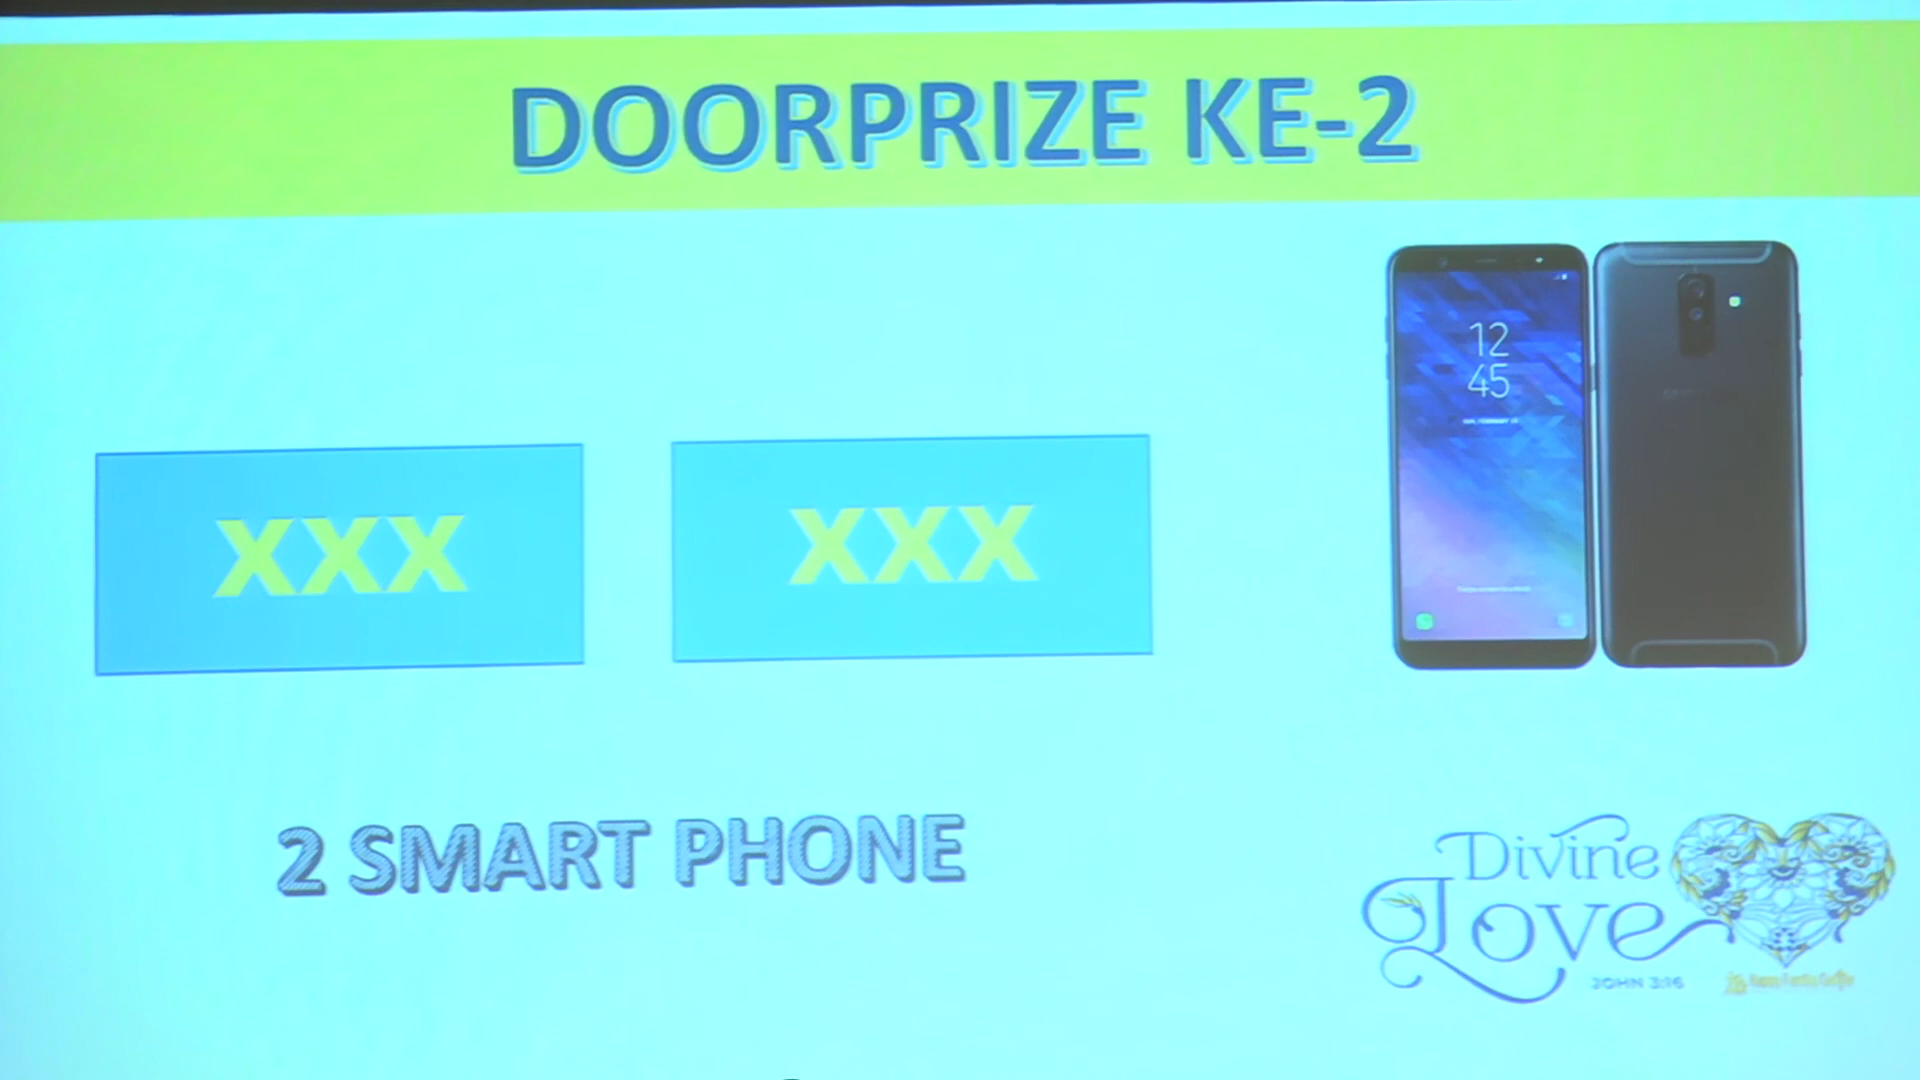 DOORPRIZE KE-2
12
45
XXX
XXX
2 SMART PHONE
Divine
Love
JOHN 3:16